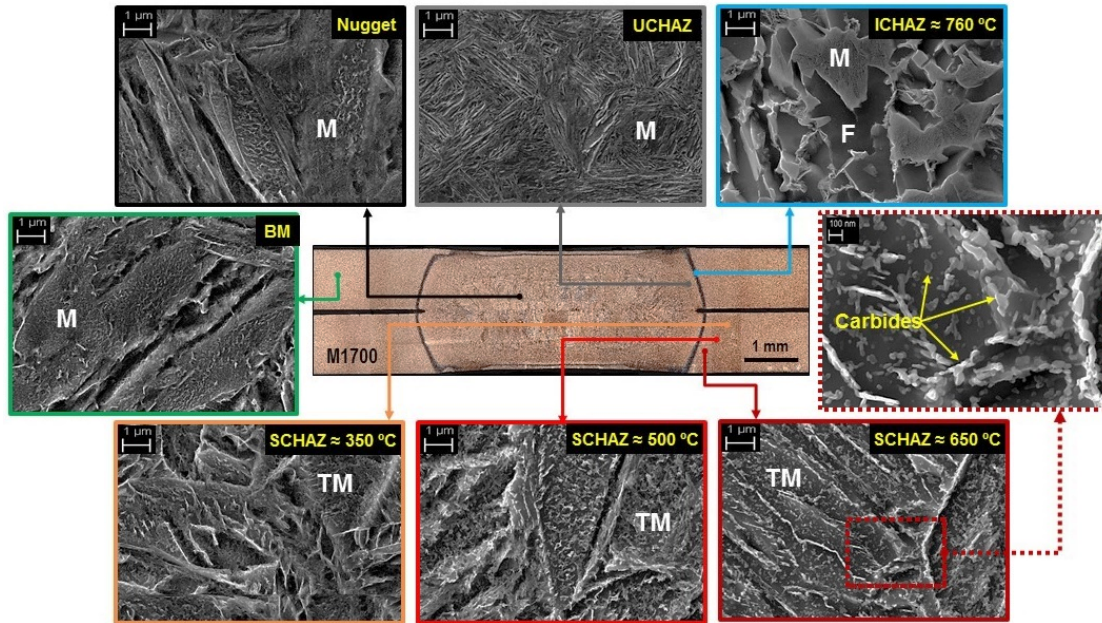 1 µm
Nugget
M
1 µm
UCHAZ
M
1 µm
ICHAZ ≈ 760 ºC
M
F
1 µm
BM
M
M1700
1 mm
100 nm
Carbides
1 µm
SCHAZ ≈ 350 ºC
TM
1 µm
SCHAZ ≈ 500 ºC
TM
1 µm
SCHAZ ≈ 650 ºC
TM